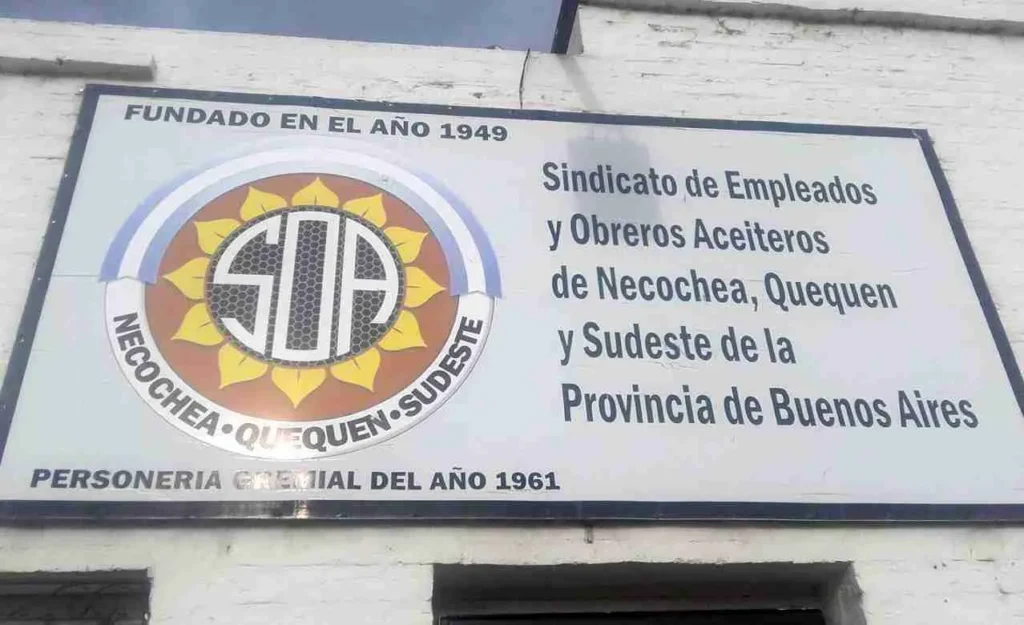 FUNDADO EN EL AÑO 1949
SOA
NECOCHEA • QUEQUEN • SUDESTE
PERSONERIA GREMIAL DEL AÑO 1961
Sindicato de Empleados
y Obreros Aceiteros
de Necochea, Quequen
y Sudeste de la
Provincia de Buenos Aires